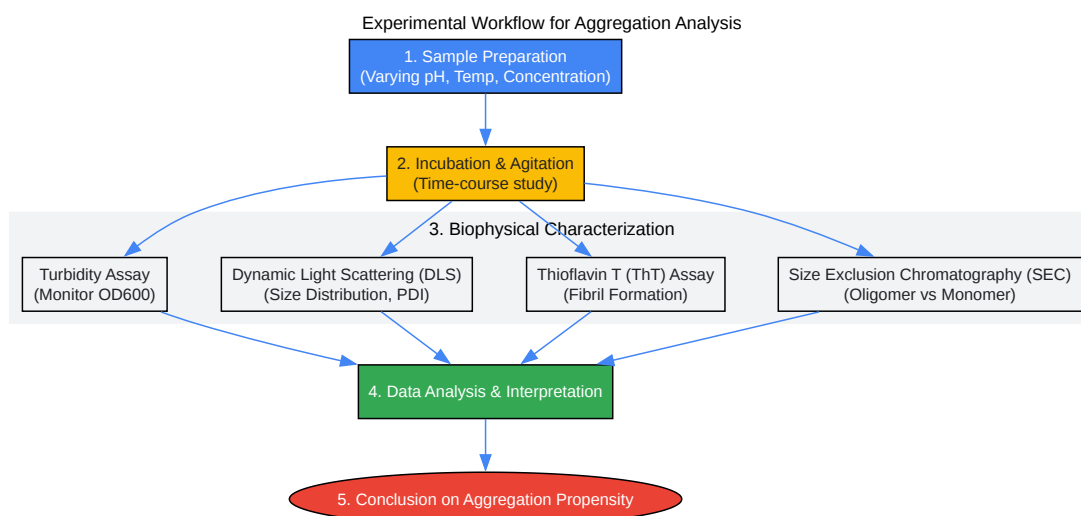 Experimental Workflow for Aggregation Analysis
1. Sample Preparation
(Varying pH, Temp, Concentration)
2. Incubation & Agitation
(Time-course study)
3. Biophysical Characterization
Turbidity Assay
(Monitor OD600)
Dynamic Light Scattering (DLS)
(Size Distribution, PDI)
Thioflavin T (ThT) Assay
(Fibril Formation)
Size Exclusion Chromatography (SEC)
(Oligomer vs Monomer)
4. Data Analysis & Interpretation
5. Conclusion on Aggregation Propensity